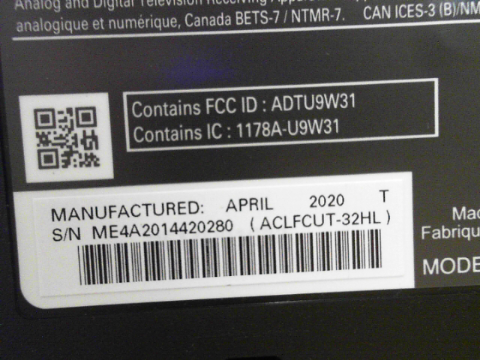 Analog and Digital Television Receiving Appar
analogique et numérique, Canada BETS-7 / NTMR-7. CAN ICES-3 (B)/NM
Contains FCC ID : ADTU9W31
Contains IC : 1178A-U9W31
MANUFACTURED: APRIL 2020 T
S/N ME4A2014420280 (ACLFCUT-32HL)
Mad
Fabriqu
MODE